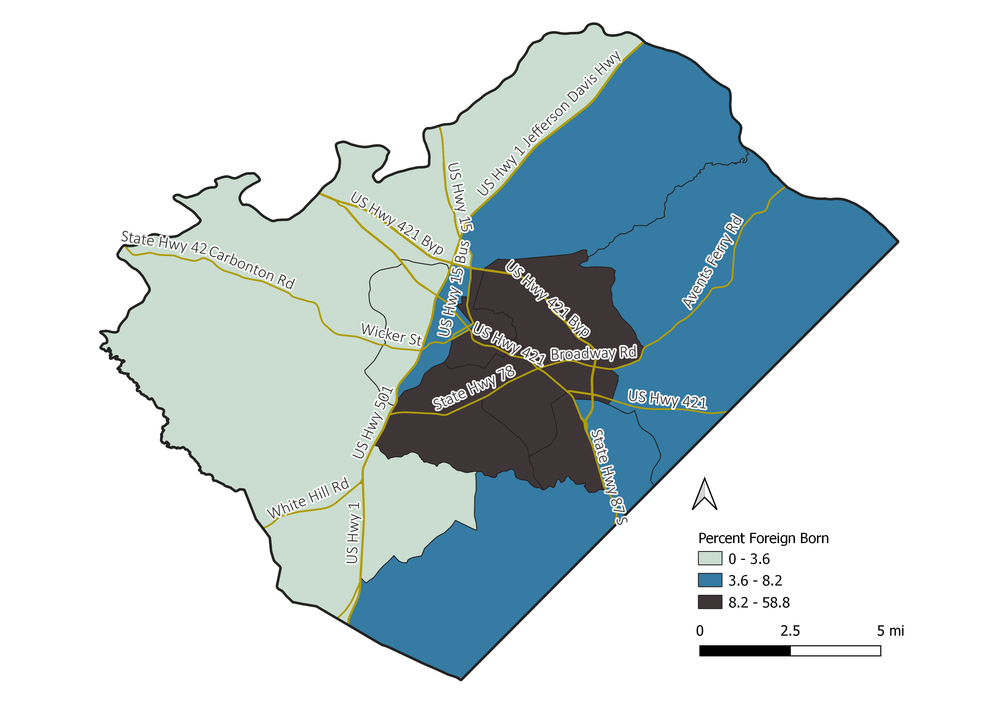 US Hwy 1 Jefferson Davis Hwy
US Hwy 15
US Hwy 421 Byp
State Hwy 42
Carbonton Rd
US Hwy 15 Bus
US Hwy 421 Byp
Avents Ferry Rd
Wicker St
US Hwy 421
Broadway Rd
State Hwy 78
US Hwy 501
US Hwy 421
State Hwy 87 S
White Hill Rd
US Hwy 1
Percent Foreign Born
0 - 3.6
3.6 - 8.2
8.2 - 58.8
0 2.5 5 mi